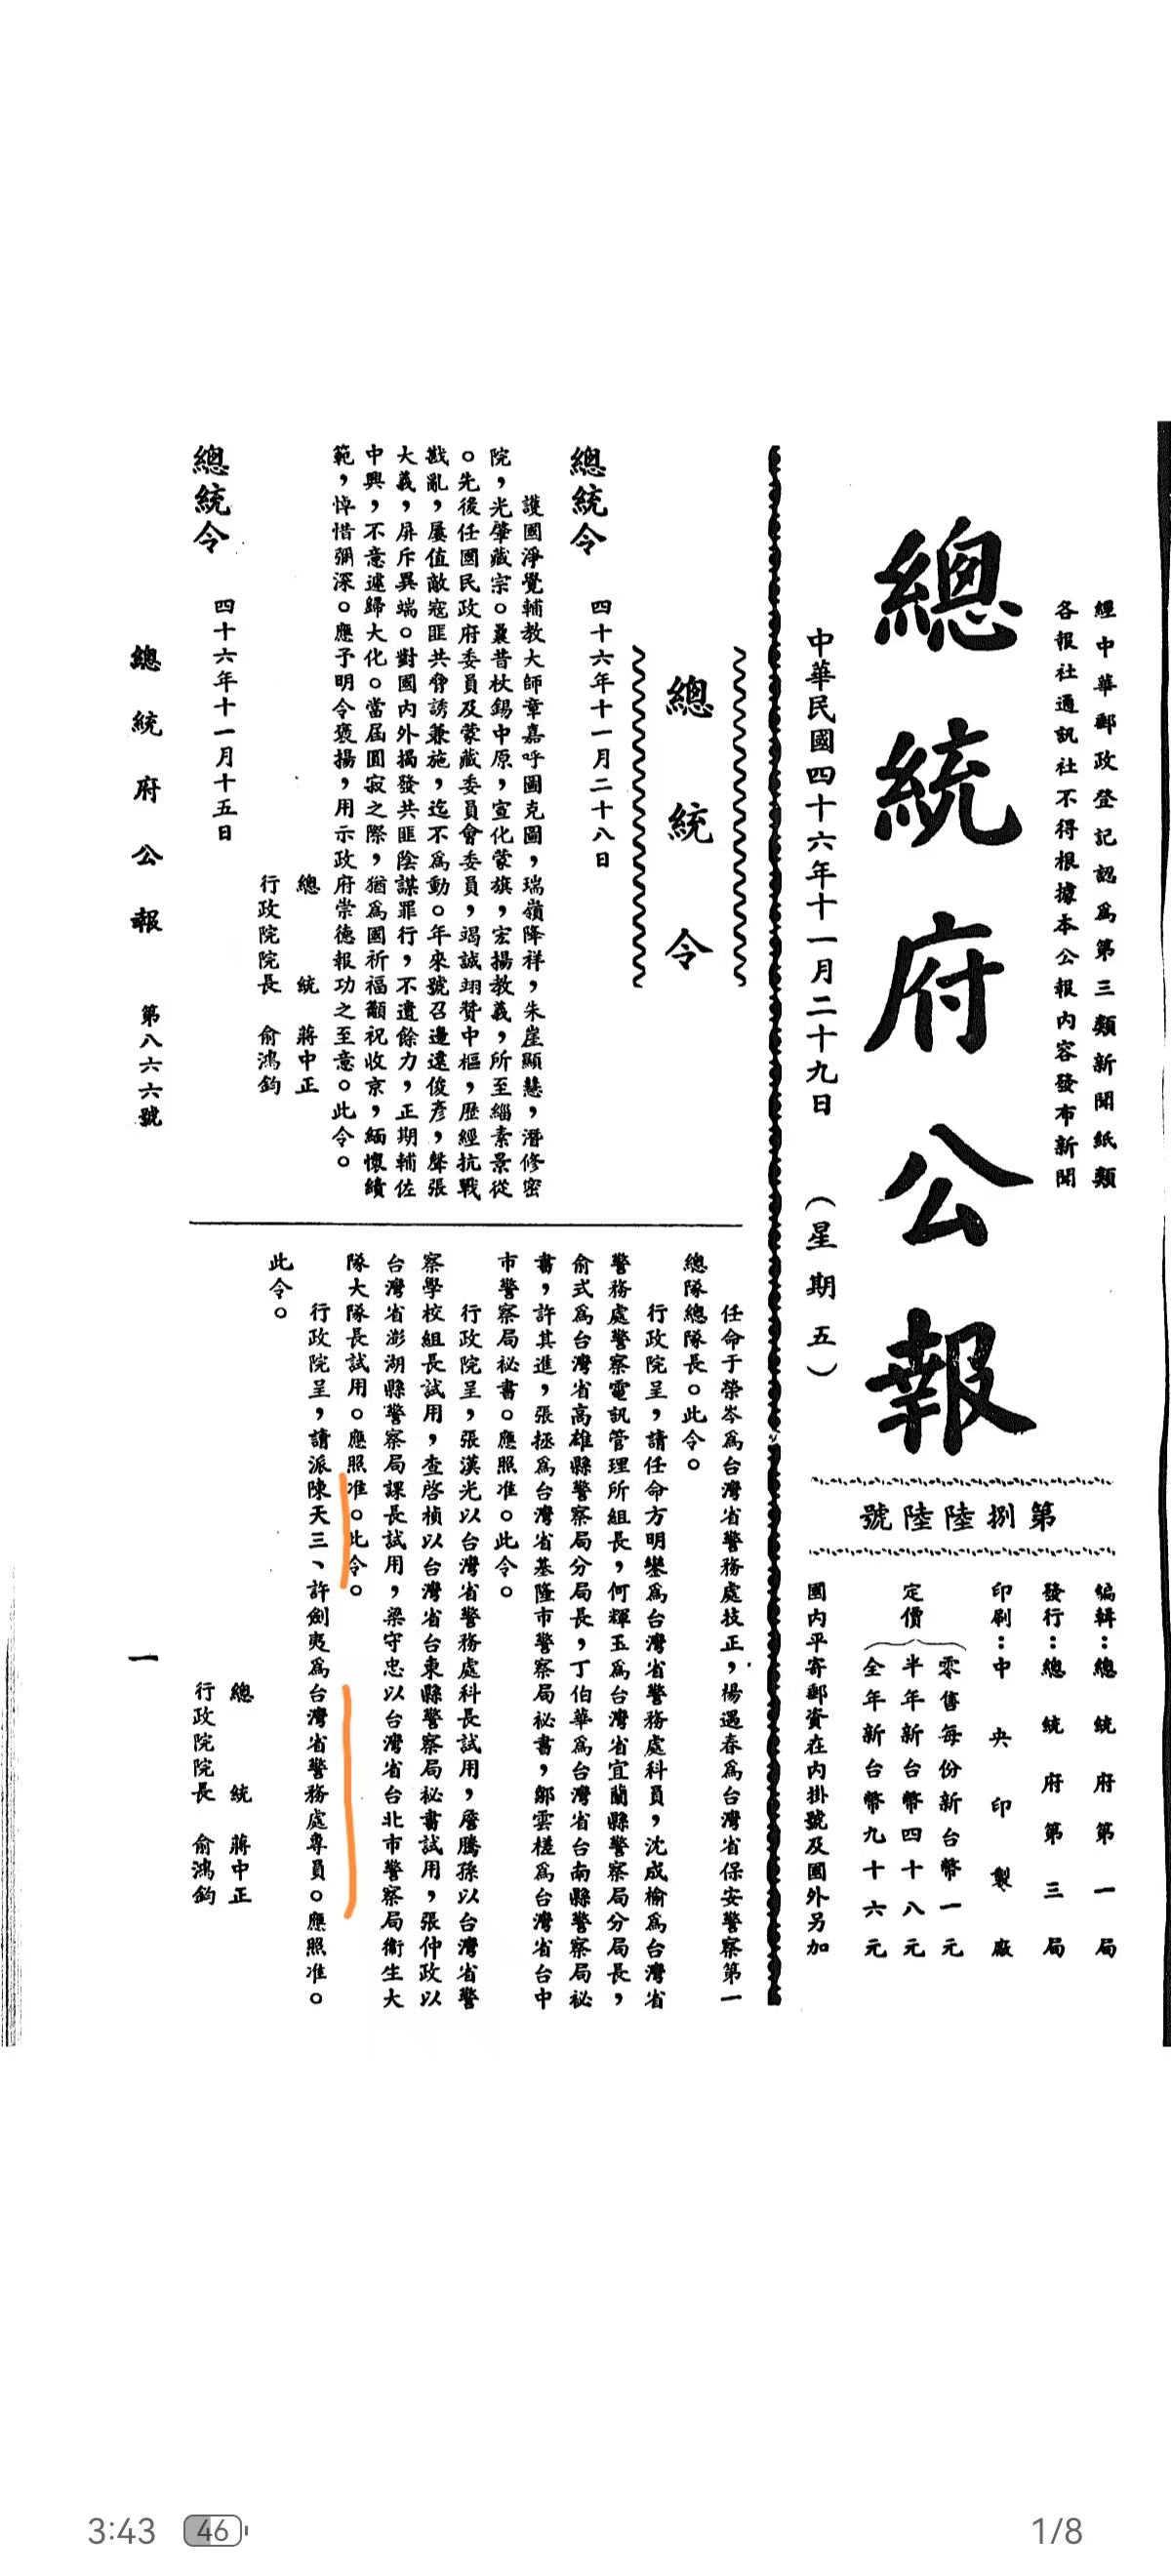 經中華郵政登記認為第三類新聞紙類
各報社通訊社不得根據本公報內容發布新聞
總統府公報
中華民國四十六年十一月二十九日（星期五）
第捌陸陸號
編輯：總統府第一局
發行：總統府第三局
印刷：中央印製廠
定價
零售每份新台幣一元
半年新台幣四十八元
全年新台幣九十六元
國內平寄郵資在內掛號及國外另加
總統令
總統令
四十六年十一月二十八日
護國淨覺輔教大師章嘉呼圖克圖，瑞嶺降祥，朱崖顯慧，潛修密
院，光肇藏宗。曩昔杖錫中原，宣化蒙旗，宏揚教義，所至緇素景從
。先後任國民政府委員及蒙藏委員會委員，竭誠翊贊中樞，歷經抗戰
戡亂，屢值敵寇匪共脅誘兼施，迄不為動。年來號召邊遠俊彥，聲張
大義，屏斥異端。對國內外揭發共匪陰謀罪行，不遺餘力，正期輔佐
中興，不意遽歸大化。當屆圓寂之際，猶為國祈福籲祝收京，緬懷績
範，悼惜彌深。應予明令褒揚，用示政府崇德報功之至意。此令。
總統　蔣中正
行政院院長　俞鴻鈞
總統令
四十六年十一月十五日
任命于榮岑為台灣省警務處技正，楊遇春為台灣省保安警察第一
總隊總隊長。此令。
行政院呈，請任命方明鑾為台灣省警務處科員，沈成榆為台灣省
警務處警察電訊管理所組長，何輝玉為台灣省宜蘭縣警察局分局長，
俞式為台灣省高雄縣警察局分局長，丁伯華為台灣省台南縣警察局祕
書，許其進，張拯為台灣省基隆市警察局祕書，鄒雲槎為台灣省台中
市警察局祕書。應照准。此令。
行政院呈，張漢光以台灣省警務處科長試用，詹騰孫以台灣省警
察學校組長試用，查啓楨以台灣省台東縣警察局祕書試用，張仲政以
台灣省澎湖縣警察局課長試用，梁守忠以台灣省台北市警察局衛生大
隊大隊長試用。應照准。此令。
行政院呈，請派陳天三、許劍夷為台灣省警務處專員。應照准。
此令。
總統　蔣中正
行政院院長　俞鴻鈞
總統府公報　第八六六號
一
3:43
46
1/8